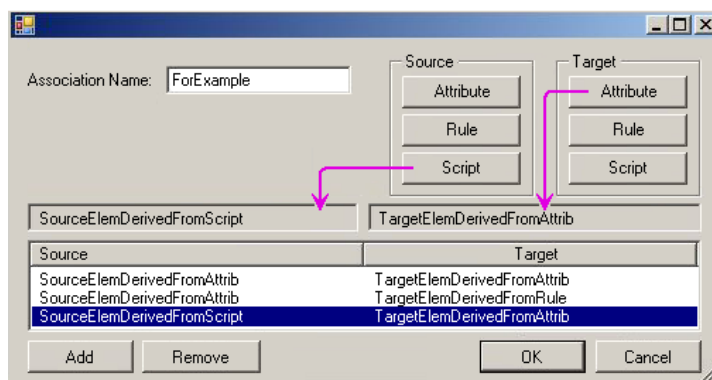 Source Target
Association Name: ForExample Attribute Attribute
Rule Rule
Script Script
SourceElemDerivedFromScript TargetElemDerivedFromAttrib
Source Target
SourceElemDerivedFromAttrib TargetElemDerivedFromAttrib
SourceElemDerivedFromAttrib TargetElemDerivedFromRule
SourceElemDerivedFromScript TargetElemDerivedFromAttrib
Add Remove OK Cancel